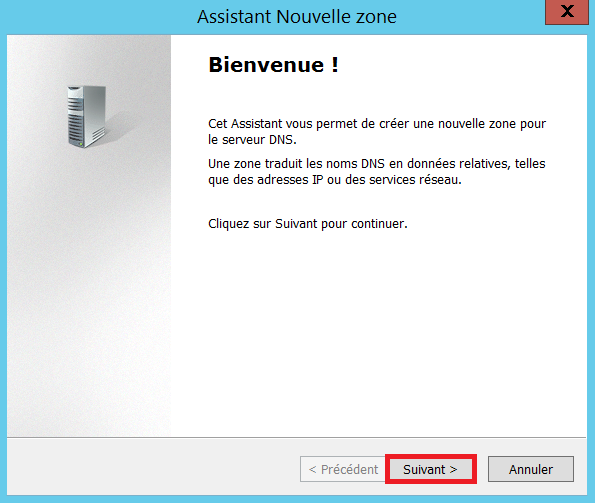 Assistant Nouvelle zone
X
Bienvenue !
Cet Assistant vous permet de créer une nouvelle zone pour
le serveur DNS.
Une zone traduit les noms DNS en données relatives, telles
que des adresses IP ou des services réseau.
Cliquez sur Suivant pour continuer.
< Précédent
Suivant >
Annuler